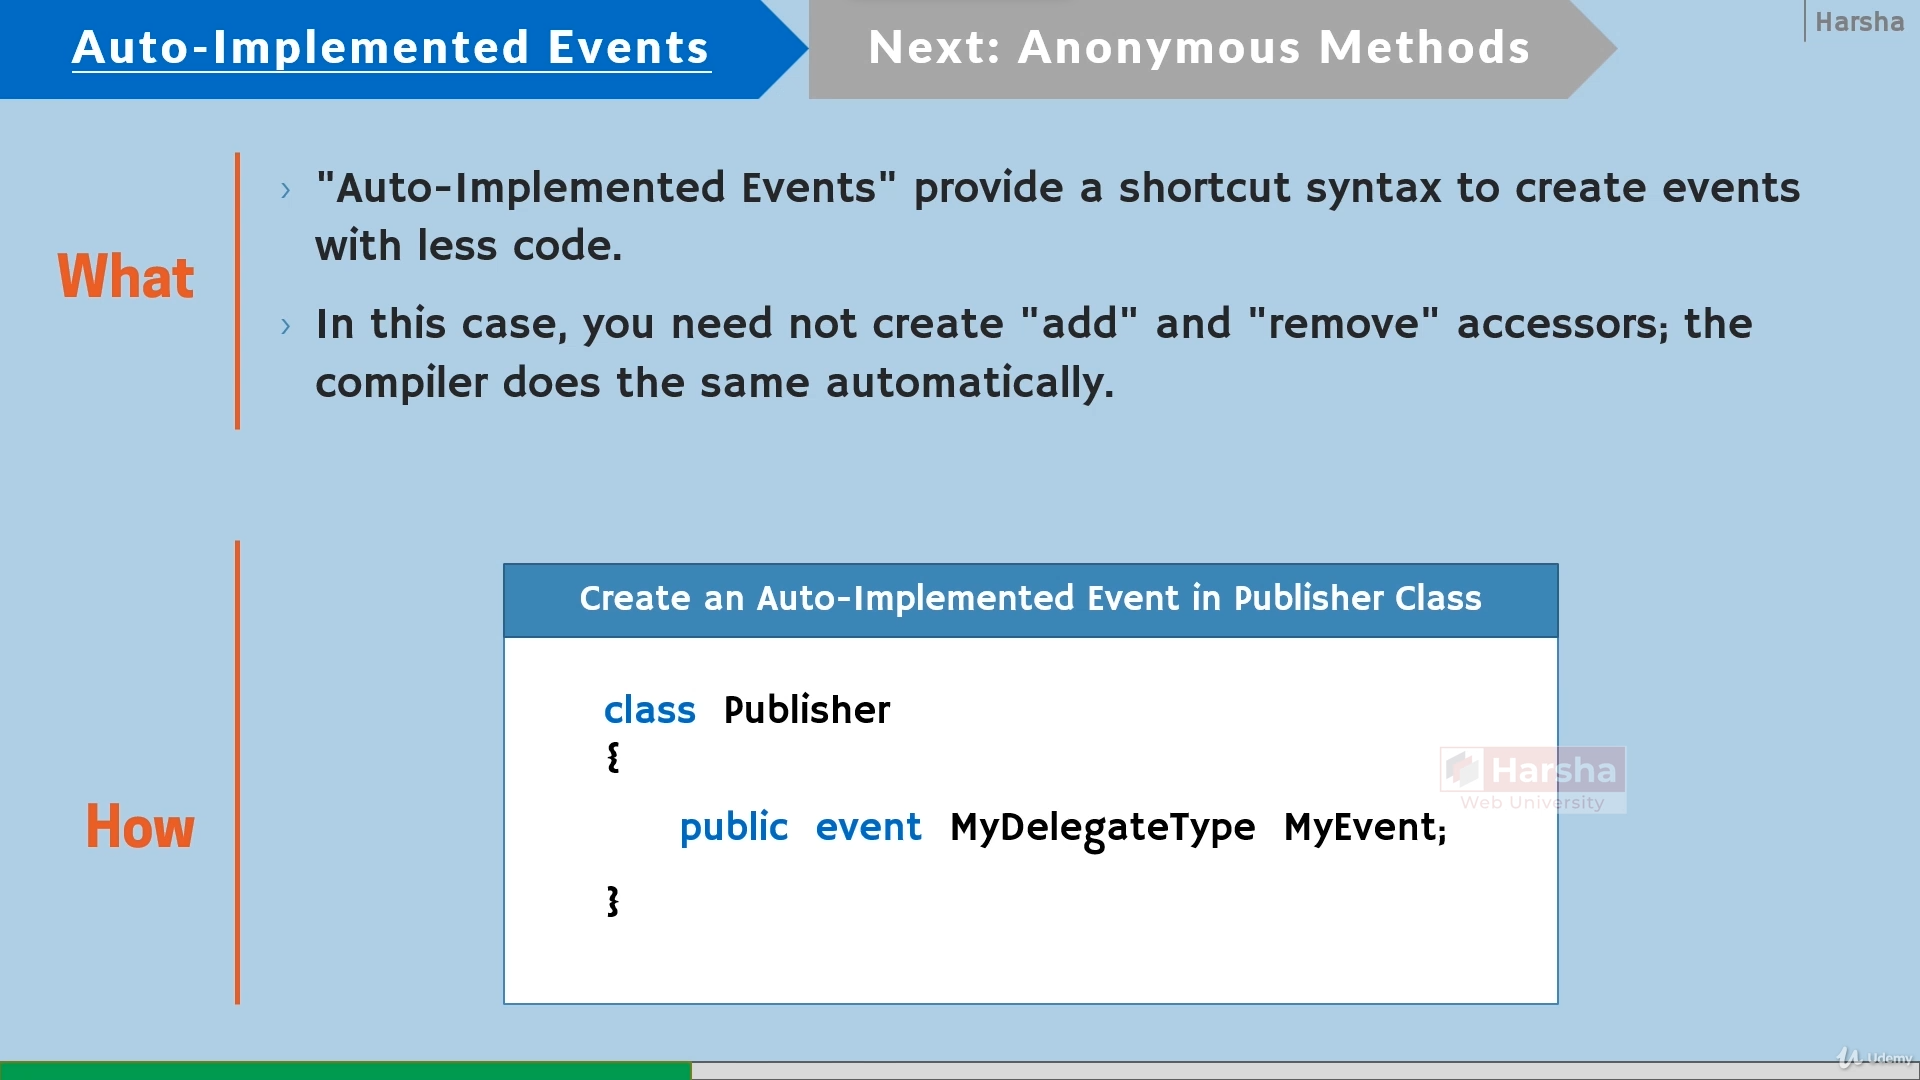 Auto-Implemented Events
Next: Anonymous Methods
Harsha
What
› "Auto-Implemented Events" provide a shortcut syntax to create events
with less code.
› In this case, you need not create "add" and "remove" accessors; the
compiler does the same automatically.
How
Create an Auto-Implemented Event in Publisher Class
class Publisher
{
public event MyDelegateType MyEvent;
}
Harsha
Web University
Udemy